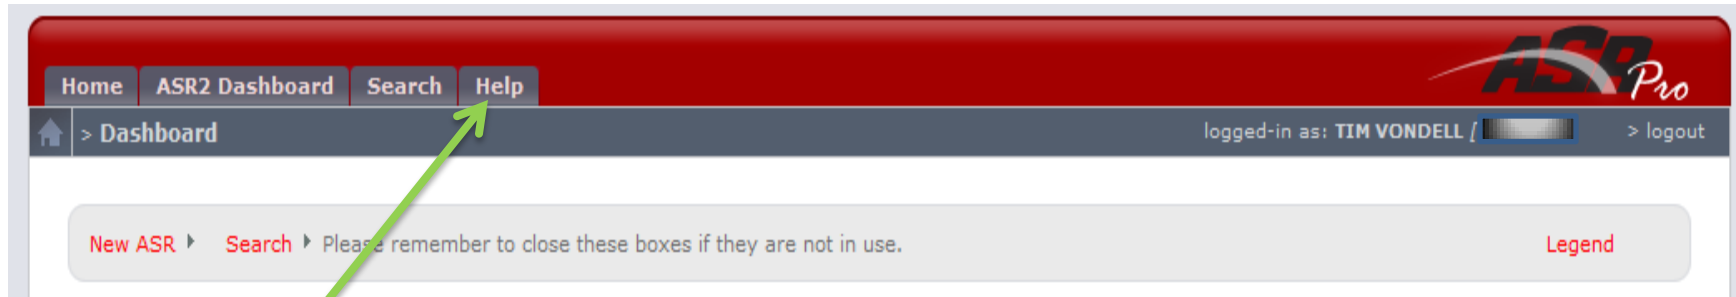 ASR Pro
Home ASR2 Dashboard Search Help
> Dashboard logged-in as: TIM VONDELL [ > logout
New ASR Search Please remember to close these boxes if they are not in use. Legend